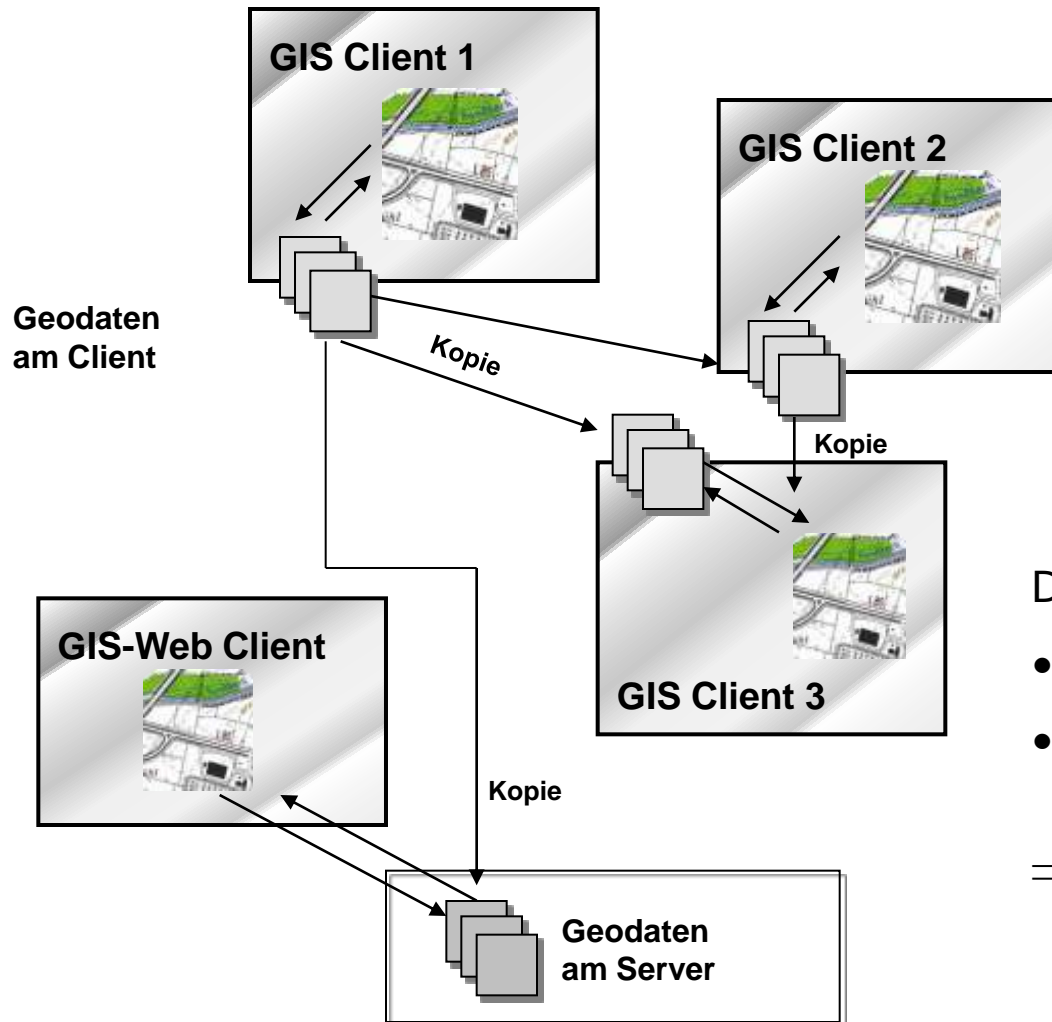 GIS Client 1
GIS Client 2
Geodaten
am Client
Kopie
Kopie
GIS Client 3
GIS-Web Client
Kopie
Geodaten
am Server
D
•
•